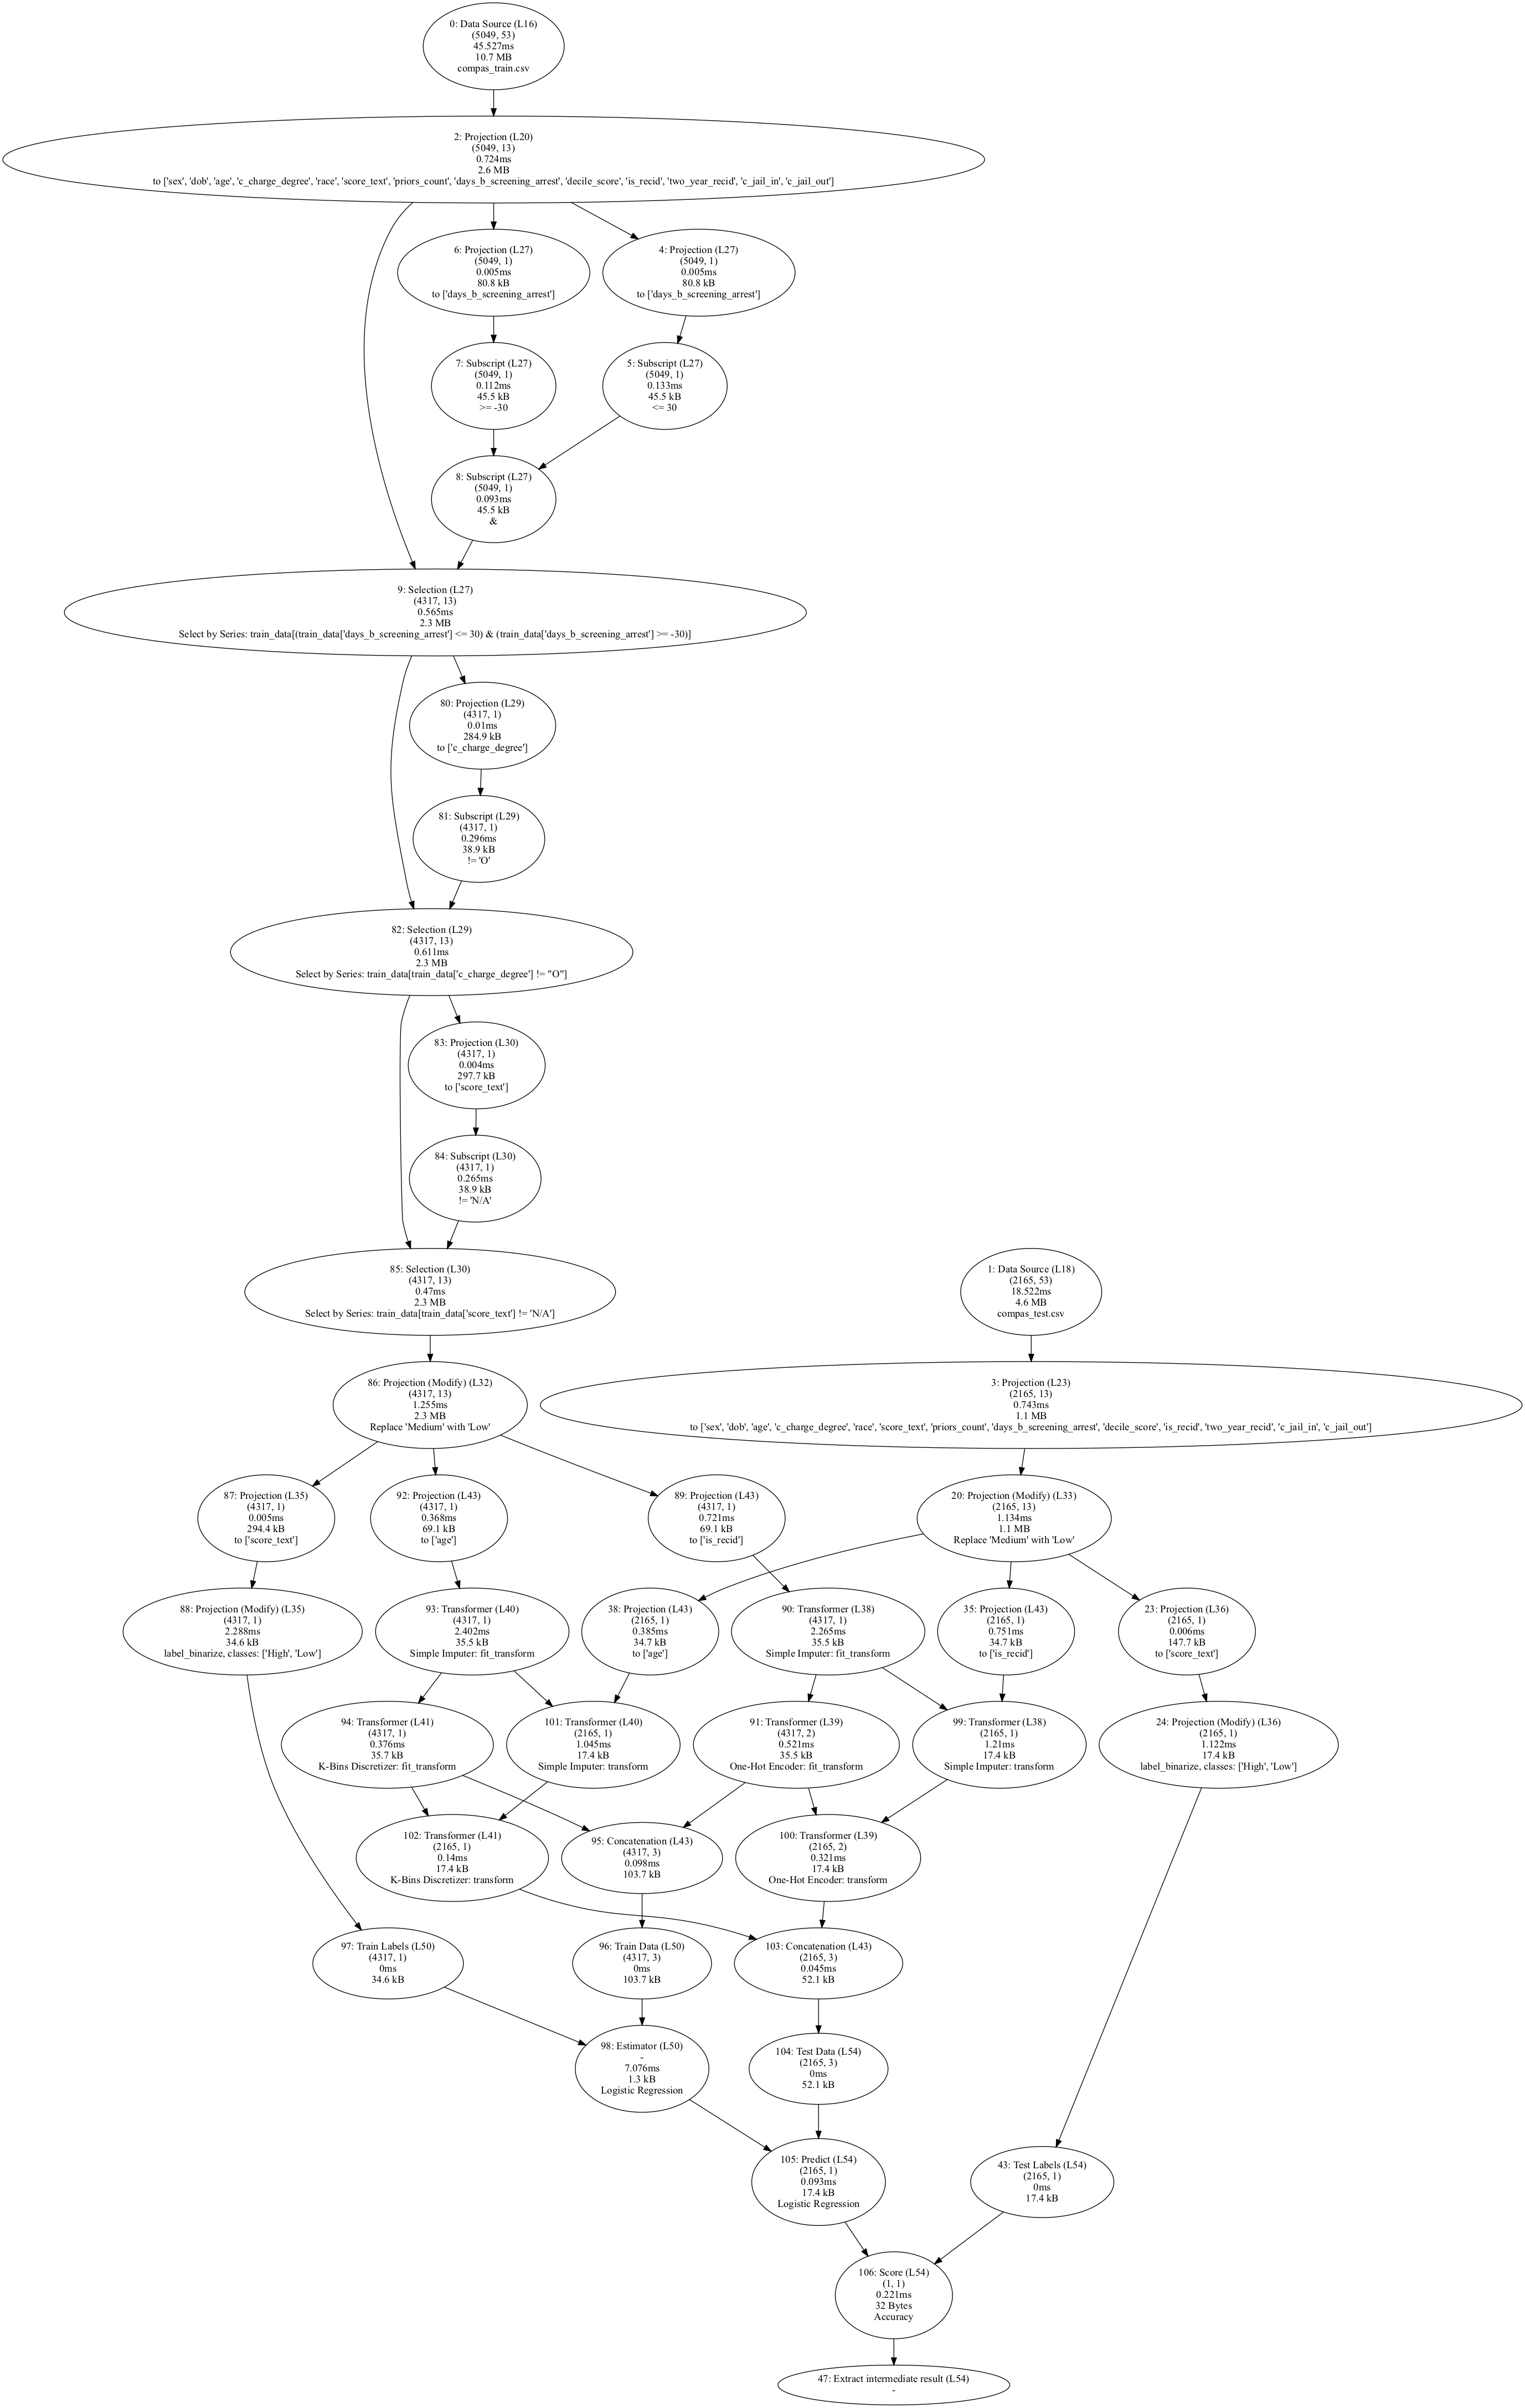 0: Data Source (L16)
(5049, 53)
45.527ms
10.7 MB
compas_train.csv
2: Projection (L20)
(5049, 13)
0.724ms
2.6 MB
to ['sex', 'dob', 'age', 'c_charge_degree', 'race', 'score_text', 'priors_count', 'days_b_screening_arrest', 'decile_score', 'is_recid', 'two_year_recid', 'c_jail_in', 'c_jail_out']
6: Projection (L27)
(5049, 1)
0.005ms
80.8 kB
to ['days_b_screening_arrest']
4: Projection (L27)
(5049, 1)
0.005ms
80.8 kB
to ['days_b_screening_arrest']
7: Subscript (L27)
(5049, 1)
0.112ms
45.5 kB
>= -30
5: Subscript (L27)
(5049, 1)
0.133ms
45.5 kB
<= 30
8: Subscript (L27)
(5049, 1)
0.093ms
45.5 kB
&
9: Selection (L27)
(4317, 13)
0.565ms
2.3 MB
Select by Series: train_data[(train_data['days_b_screening_arrest'] <= 30) & (train_data['days_b_screening_arrest'] >= -30)]
80: Projection (L29)
(4317, 1)
0.01ms
284.9 kB
to ['c_charge_degree']
81: Subscript (L29)
(4317, 1)
0.296ms
38.9 kB
!= 'O'
82: Selection (L29)
(4317, 13)
0.611ms
2.3 MB
Select by Series: train_data[train_data['c_charge_degree'] != "O"]
83: Projection (L30)
(4317, 1)
0.004ms
297.7 kB
to ['score_text']
84: Subscript (L30)
(4317, 1)
0.265ms
38.9 kB
!= 'N/A'
85: Selection (L30)
(4317, 13)
0.47ms
2.3 MB
Select by Series: train_data[train_data['score_text'] != 'N/A']
1: Data Source (L18)
(2165, 53)
18.522ms
4.6 MB
compas_test.csv
86: Projection (Modify) (L32)
(4317, 13)
1.255ms
2.3 MB
Replace 'Medium' with 'Low'
3: Projection (L23)
(2165, 13)
0.743ms
1.1 MB
to ['sex', 'dob', 'age', 'c_charge_degree', 'race', 'score_text', 'priors_count', 'days_b_screening_arrest', 'decile_score', 'is_recid', 'two_year_recid', 'c_jail_in', 'c_jail_out']
87: Projection (L35)
(4317, 1)
0.005ms
294.4 kB
to ['score_text']
92: Projection (L43)
(4317, 1)
0.368ms
69.1 kB
to ['age']
89: Projection (L43)
(4317, 1)
0.721ms
69.1 kB
to ['is_recid']
20: Projection (Modify) (L33)
(2165, 13)
1.134ms
1.1 MB
Replace 'Medium' with 'Low'
88: Projection (Modify) (L35)
(4317, 1)
2.288ms
34.6 kB
label_binarize, classes: ['High', 'Low']
93: Transformer (L40)
(4317, 1)
2.402ms
35.5 kB
Simple Imputer: fit_transform
38: Projection (L43)
(2165, 1)
0.385ms
34.7 kB
to ['age']
90: Transformer (L38)
(4317, 1)
2.265ms
35.5 kB
Simple Imputer: fit_transform
35: Projection (L43)
(2165, 1)
0.751ms
34.7 kB
to ['is_recid']
23: Projection (L36)
(2165, 1)
0.006ms
147.7 kB
to ['score_text']
94: Transformer (L41)
(4317, 1)
0.376ms
35.7 kB
K-Bins Discretizer: fit_transform
101: Transformer (L40)
(2165, 1)
1.045ms
17.4 kB
Simple Imputer: transform
91: Transformer (L39)
(4317, 2)
0.521ms
35.5 kB
One-Hot Encoder: fit_transform
99: Transformer (L38)
(2165, 1)
1.21ms
17.4 kB
Simple Imputer: transform
24: Projection (Modify) (L36)
(2165, 1)
1.122ms
17.4 kB
label_binarize, classes: ['High', 'Low']
102: Transformer (L41)
(2165, 1)
0.14ms
17.4 kB
K-Bins Discretizer: transform
95: Concatenation (L43)
(4317, 3)
0.098ms
103.7 kB
100: Transformer (L39)
(2165, 2)
0.321ms
17.4 kB
One-Hot Encoder: transform
97: Train Labels (L50)
(4317, 1)
0ms
34.6 kB
96: Train Data (L50)
(4317, 3)
0ms
103.7 kB
103: Concatenation (L43)
(2165, 3)
0.045ms
52.1 kB
98: Estimator (L50)
-
7.076ms
1.3 kB
Logistic Regression
104: Test Data (L54)
(2165, 3)
0ms
52.1 kB
105: Predict (L54)
(2165, 1)
0.093ms
17.4 kB
Logistic Regression
43: Test Labels (L54)
(2165, 1)
0ms
17.4 kB
106: Score (L54)
(1, 1)
0.221ms
32 Bytes
Accuracy
47: Extract intermediate result (L54)
-